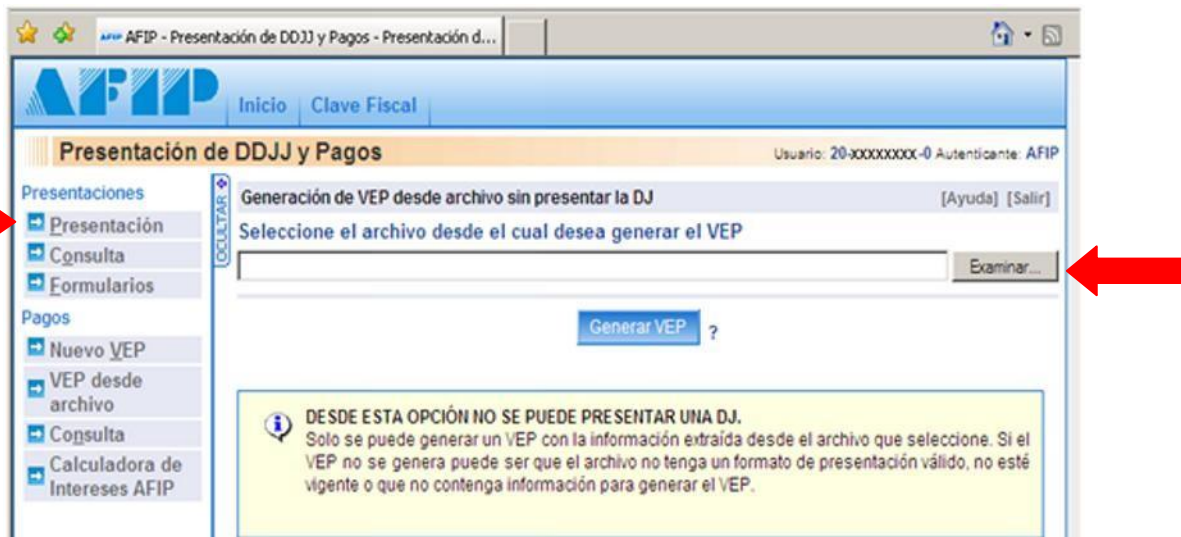 AFIP AFIP - Presentación de DDJJ y Pagos - Presentación d...
AFIP Inicio Clave Fiscal
Presentación de DDJJ y Pagos
Usuario: 20-xxxxxxxx-0 Autenticante: AFIP
Presentaciones
Presentación
Consulta
Formularios
Pagos
Nuevo VEP
VEP desde
archivo
Consulta
Calculadora de
Intereses AFIP
OCULTAR
Generación de VEP desde archivo sin presentar la DJ [Ayuda] [Salir]
Seleccione el archivo desde el cual desea generar el VEP
Examinar...
Generar VEP ?
DESDE ESTA OPCIÓN NO SE PUEDE PRESENTAR UNA DJ.
Solo se puede generar un VEP con la información extraída desde el archivo que seleccione. Si el
VEP no se genera puede ser que el archivo no tenga un formato de presentación válido, no esté
vigente o que no contenga información para generar el VEP.